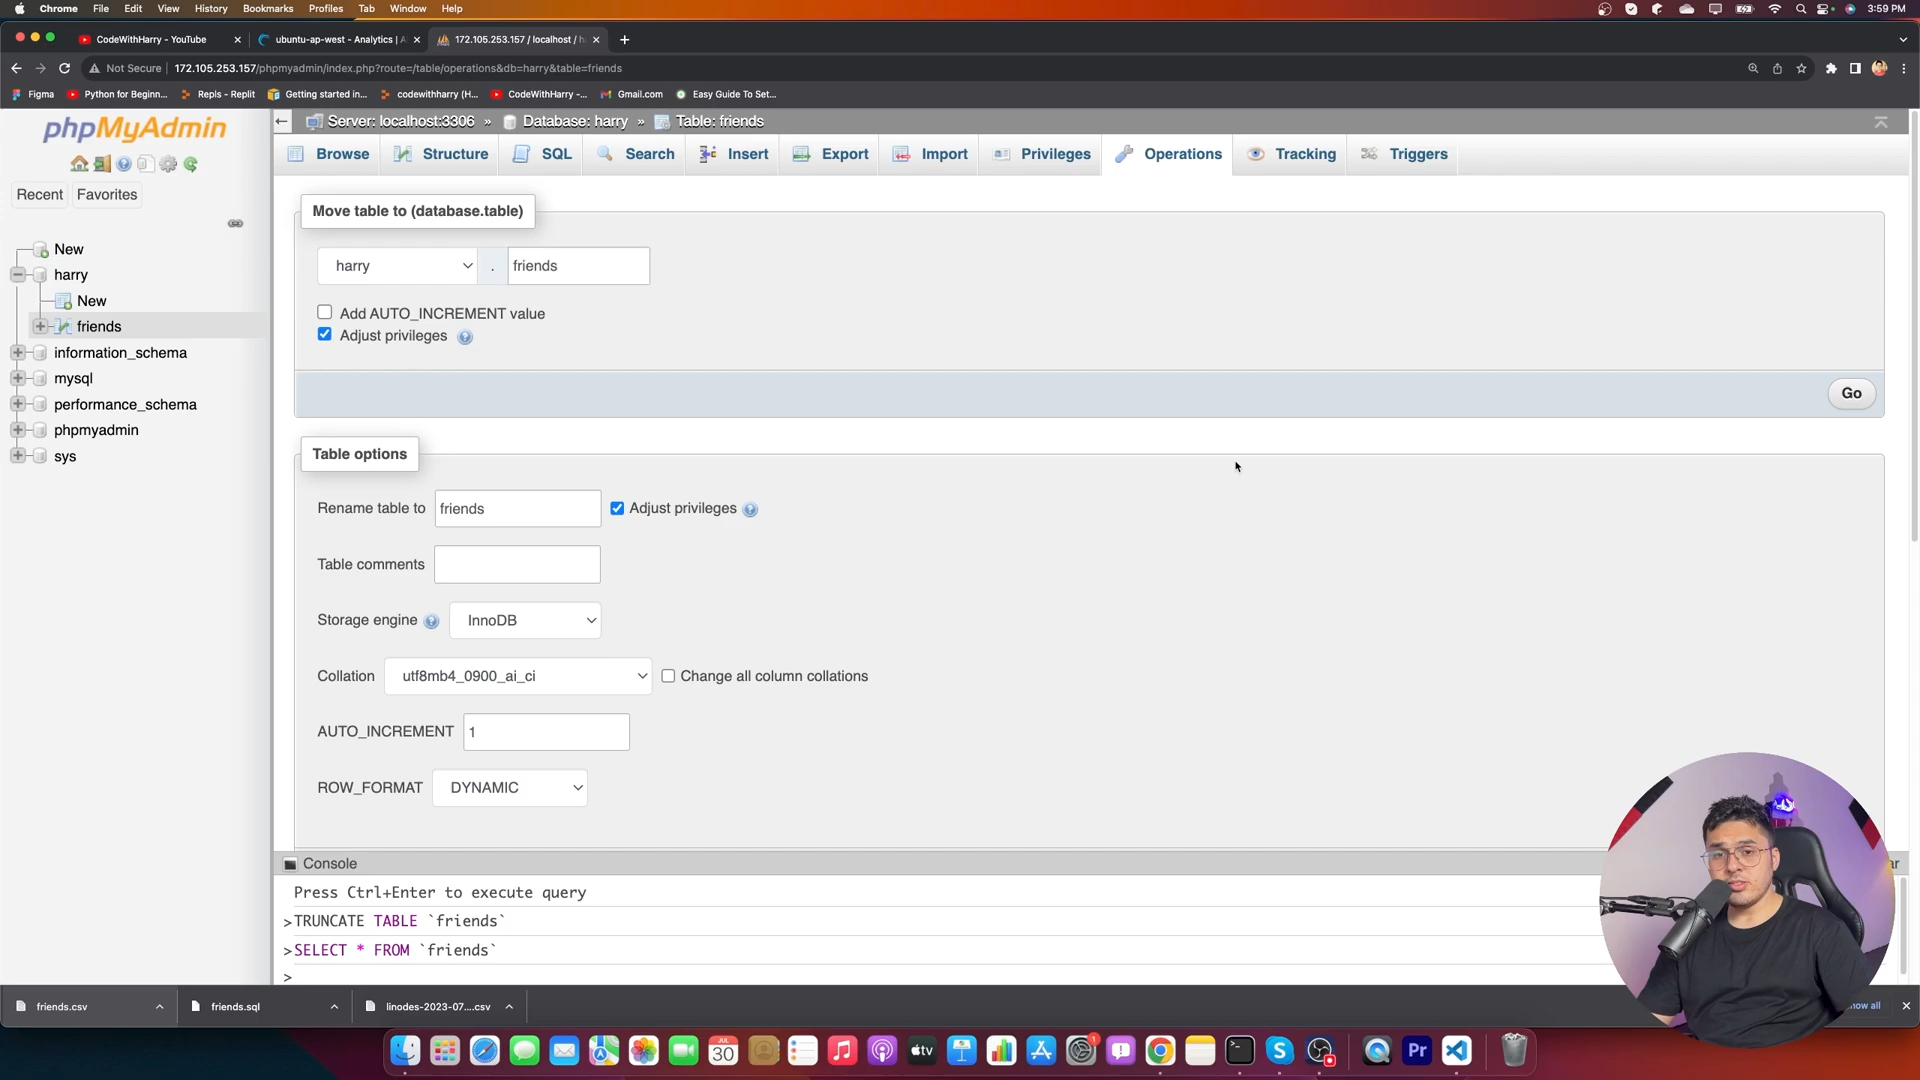 Chrome File Edit View History Bookmarks Profiles Tab Window Help 3:59 PM
CodeWithHarry - YouTube ubuntu-ap-west - Analytics | 172.105.253.157 / localhost / h
Not Secure 172.105.253.157/phpmyadmin/index.php?route=/table/operations&db=harry&table=friends
Figma Python for Beginn... Repls - Replit Getting started in... codewithharry (H... CodeWithHarry -... Gmail.com Easy Guide To Set...
phpMyAdmin
Recent Favorites
New
harry
New
friends
information_schema
mysql
performance_schema
phpmyadmin
sys
Server: localhost:3306 » Database: harry » Table: friends
Browse Structure SQL Search Insert Export Import Privileges Operations Tracking Triggers
Move table to (database.table)
harry . friends
Add AUTO_INCREMENT value
Adjust privileges
Go
Table options
Rename table to friends Adjust privileges
Table comments
Storage engine InnoDB
Collation utf8mb4_0900_ai_ci Change all column collations
AUTO_INCREMENT 1
ROW_FORMAT DYNAMIC
Console
Press Ctrl+Enter to execute query
>TRUNCATE TABLE `friends`
>SELECT * FROM `friends`
>
friends.csv friends.sql linodes-2023-07....csv
JUL
30
tv
Pr